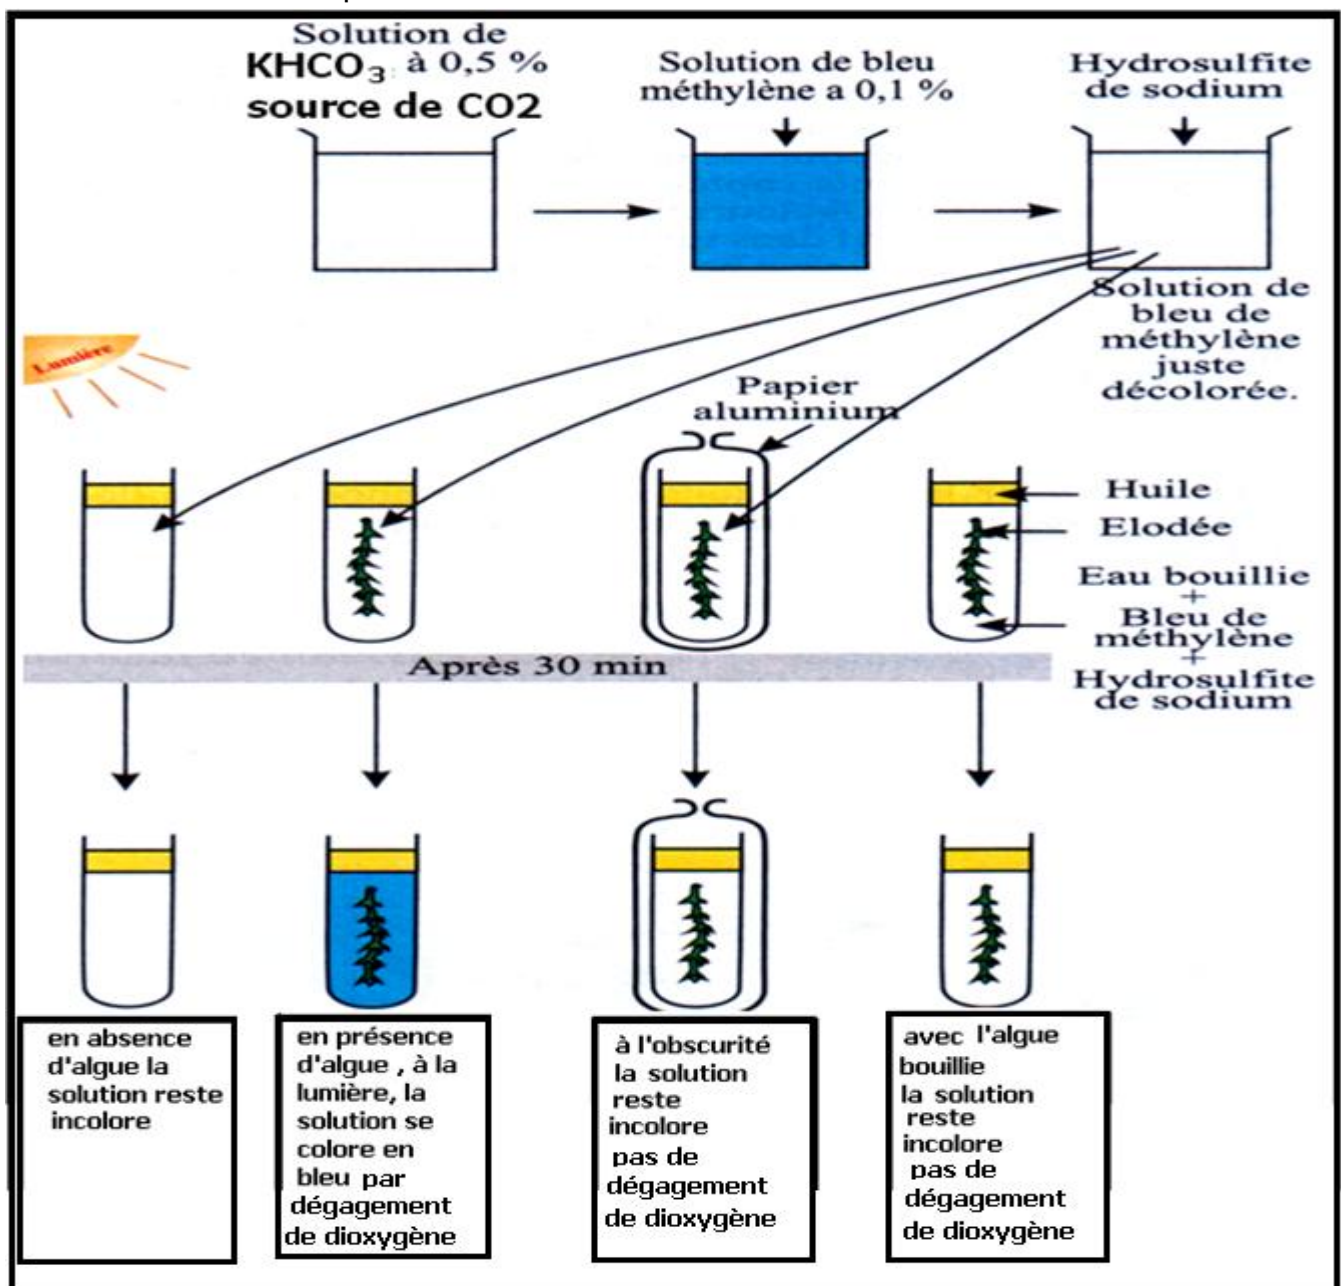 Solution de
KHCO3 à 0,5 %
source de CO2
Solution de bleu
méthylène a 0,1 %
Hydrosulfite
de sodium
Solution de
bleu de
méthylène
juste
décolorée.
Lumière
Papier
aluminium
Huile
Elodée
Eau bouillie
+
Bleu de
méthylène
+
Hydrosulfite
de sodium
Après 30 min
en absence
d'algue la
solution reste
incolore
en présence
d'algue , à la
lumière, la
solution se
colore en
bleu par
dégagement
de dioxygène
à l'obscurité
la solution
reste
incolore
pas de
dégagement
de dioxygène
avec l'algue
bouillie
la solution
reste
incolore
pas de
dégagement
de dioxygène